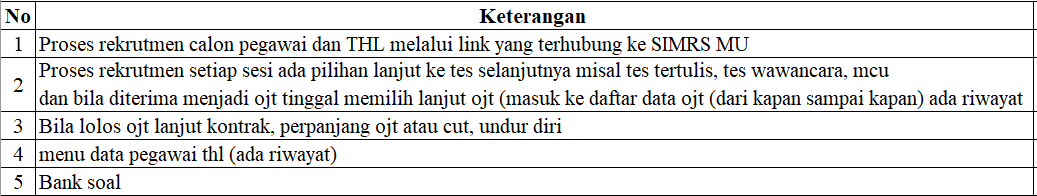 No Keterangan
1 Proses rekrutmen calon pegawai dan THL melalui link yang terhubung ke SIMRS MU
2 Proses rekrutmen setiap sesi ada pilihan lanjut ke tes selanjutnya misal tes tertulis, tes wawancara, mcu
dan bila diterima menjadi ojt tinggal memilih lanjut ojt (masuk ke daftar data ojt (dari kapan sampai kapan) ada riwayat
3 Bila lolos ojt lanjut kontrak, perpanjang ojt atau cut, undur diri
4 menu data pegawai thl (ada riwayat)
5 Bank soal